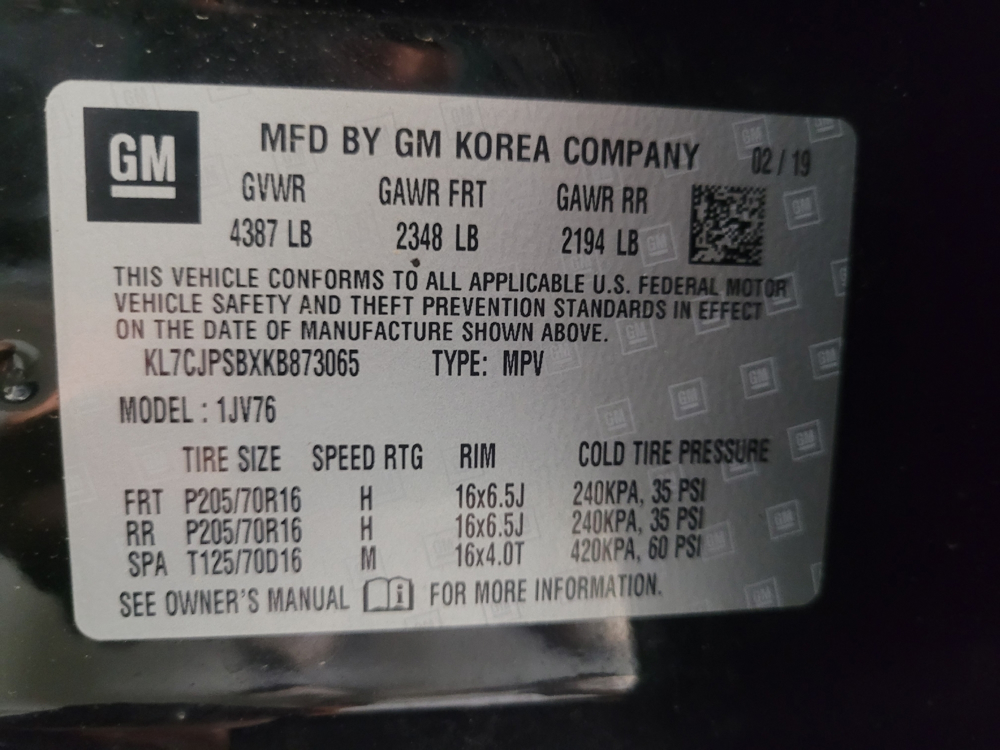 GM
MFD BY GM KOREA COMPANY 02 / 19
GVWR GAWR FRT GAWR RR
4387 LB 2348 LB 2194 LB
THIS VEHICLE CONFORMS TO ALL APPLICABLE U.S. FEDERAL MOTOR
VEHICLE SAFETY AND THEFT PREVENTION STANDARDS IN EFFECT
ON THE DATE OF MANUFACTURE SHOWN ABOVE.
KL7CJPSBXKB873065 TYPE: MPV
MODEL : 1JV76
TIRE SIZE SPEED RTG RIM COLD TIRE PRESSURE
FRT P205/70R16 H 16x6.5J 240KPA, 35 PSI
RR P205/70R16 H 16x6.5J 240KPA, 35 PSI
SPA T125/70D16 M 16x4.0T 420KPA, 60 PSI
SEE OWNER'S MANUAL i FOR MORE INFORMATION.